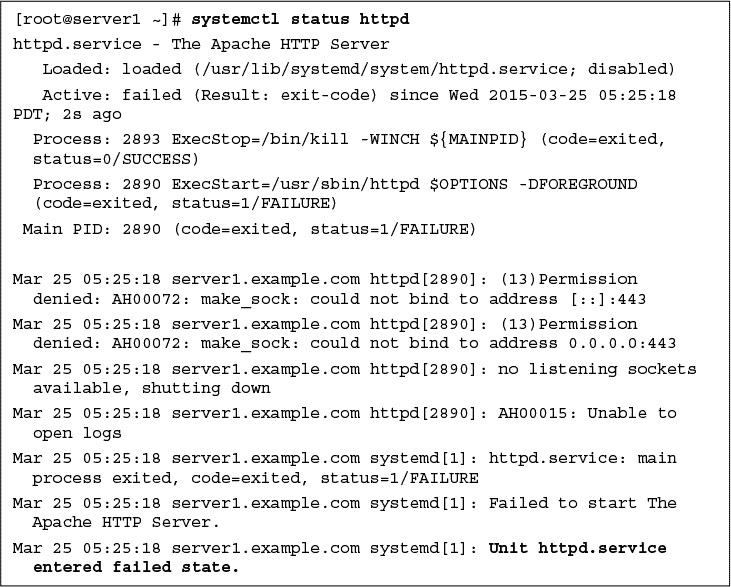 [root@server1 ~]# systemctl status httpd
httpd.service - The Apache HTTP Server
Loaded: loaded (/usr/lib/systemd/system/httpd.service; disabled)
Active: failed (Result: exit-code) since Wed 2015-03-25 05:25:18
PDT; 2s ago
Process: 2893 ExecStop=/bin/kill -WINCH ${MAINPID} (code=exited,
status=0/SUCCESS)
Process: 2890 ExecStart=/usr/sbin/httpd $OPTIONS -DFOREGROUND
(code=exited, status=1/FAILURE)
Main PID: 2890 (code=exited, status=1/FAILURE)
Mar 25 05:25:18 server1.example.com httpd[2890]: (13)Permission
denied: AH00072: make_sock: could not bind to address [::]:443
Mar 25 05:25:18 server1.example.com httpd[2890]: (13)Permission
denied: AH00072: make_sock: could not bind to address 0.0.0.0:443
Mar 25 05:25:18 server1.example.com httpd[2890]: no listening sockets
available, shutting down
Mar 25 05:25:18 server1.example.com httpd[2890]: AH00015: Unable to
open logs
Mar 25 05:25:18 server1.example.com systemd[1]: httpd.service: main
process exited, code=exited, status=1/FAILURE
Mar 25 05:25:18 server1.example.com systemd[1]: Failed to start The
Apache HTTP Server.
Mar 25 05:25:18 server1.example.com systemd[1]: Unit httpd.service
entered failed state.